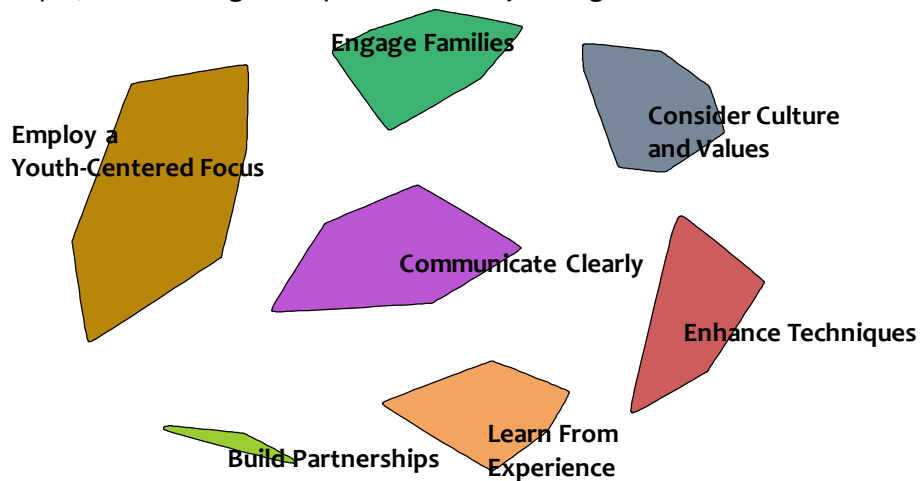 Engage Families
Consider Culture
and Values
Employ a
Youth-Centered Focus
Communicate Clearly
Enhance Techniques
Learn From
Experience
Build Partnerships